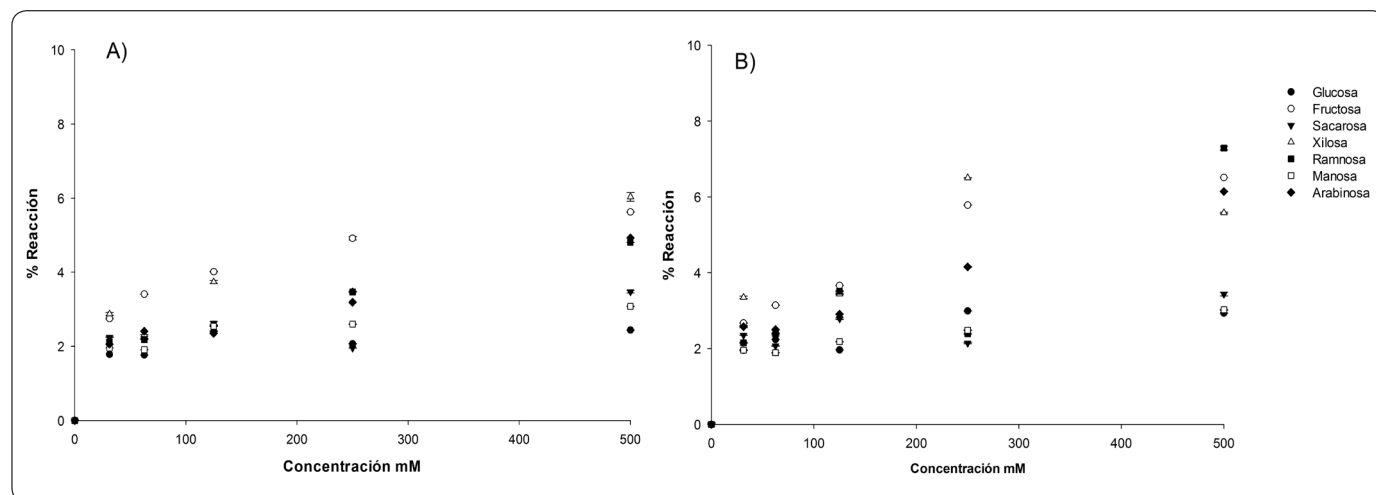 A)
10
8
6
4
2
0
% Reacción
0 100 200 300 400 500
Concentración mM
B)
10
8
6
4
2
0
% Reacción
0 100 200 300 400 500
Concentración mM
Glucosa
Fructosa
Sacarosa
Xilosa
Ramnosa
Manosa
Arabinosa